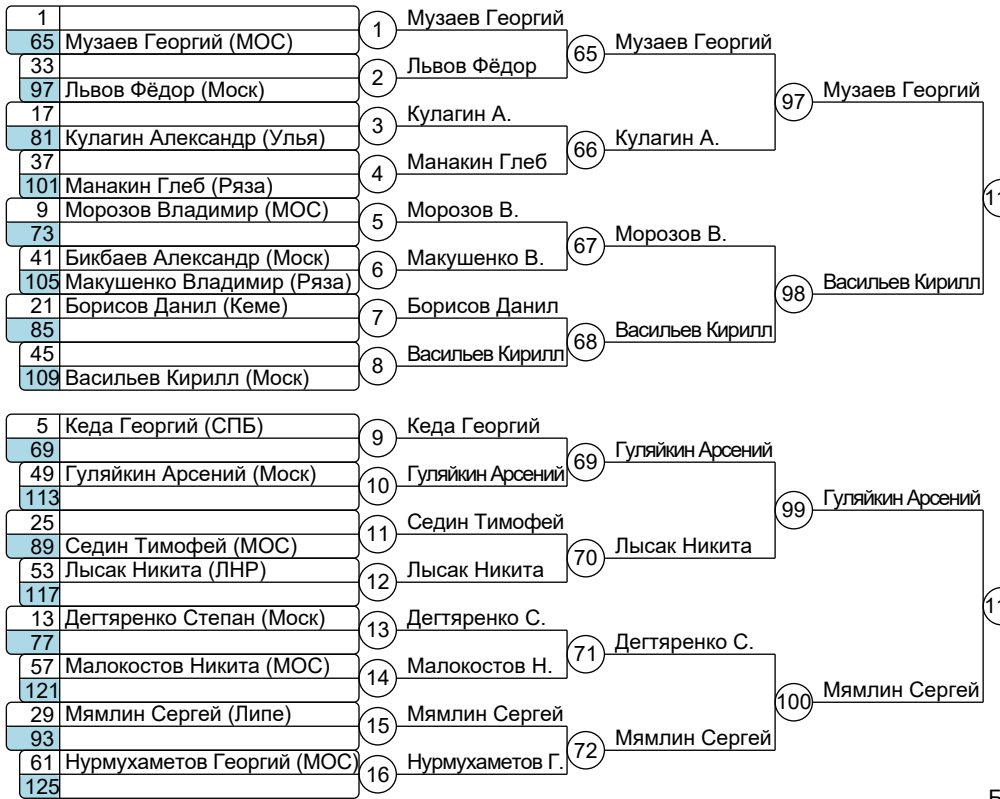 1
1 Музаев Георгий
65 Музаев Георгий (МОС)
65 Музаев Георгий
33
2 Львов Фёдор
97 Львов Фёдор (Моск)
97 Музаев Георгий
17
3 Кулагин А.
81 Кулагин Александр (Улья)
66 Кулагин А.
37
4 Манакин Глеб
101 Манакин Глеб (Ряза)
9 Морозов Владимир (МОС)
5 Морозов В.
73
67 Морозов В.
41 Бикбаев Александр (Моск)
6 Макушенко В.
105 Макушенко Владимир (Ряза)
98 Васильев Кирилл
21 Борисов Данил (Кеме)
7 Борисов Данил
85
68 Васильев Кирилл
45
8 Васильев Кирилл
109 Васильев Кирилл (Моск)
5 Кеда Георгий (СПБ)
9 Кеда Георгий
69
69 Гуляйкин Арсений
49 Гуляйкин Арсений (Моск)
10 Гуляйкин Арсений
113
99 Гуляйкин Арсений
25
11 Седин Тимофей
89 Седин Тимофей (МОС)
70 Лысак Никита
53 Лысак Никита (ЛНР)
12 Лысак Никита
117
13 Дегтяренко Степан (Моск)
13 Дегтяренко С.
77
71 Дегтяренко С.
57 Малокостов Никита (МОС)
14 Малокостов Н.
121
100 Мямлин Сергей
29 Мямлин Сергей (Липе)
15 Мямлин Сергей
93
72 Мямлин Сергей
61 Нурмухаметов Георгий (МОС)
16 Нурмухаметов Г.
125